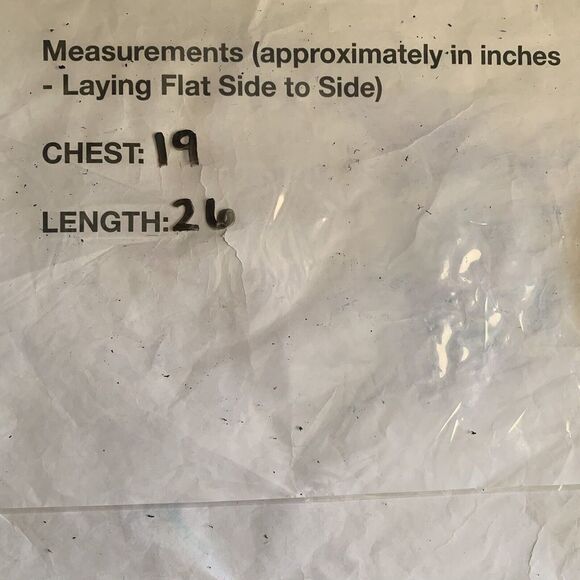 Measurements (approximately in inches
- Laying Flat Side to Side)
CHEST: 19
LENGTH: 26